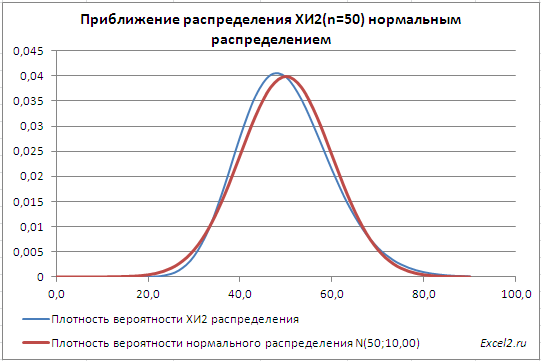 Приближение распределения ХИ2(n=50) нормальным
распределением
0,045
0,04
0,035
0,03
0,025
0,02
0,015
0,01
0,005
0
0,0 20,0 40,0 60,0 80,0 100,0
Плотность вероятности ХИ2 распределения
Плотность вероятности нормального распределения N(50;10,00)
Excel2.ru